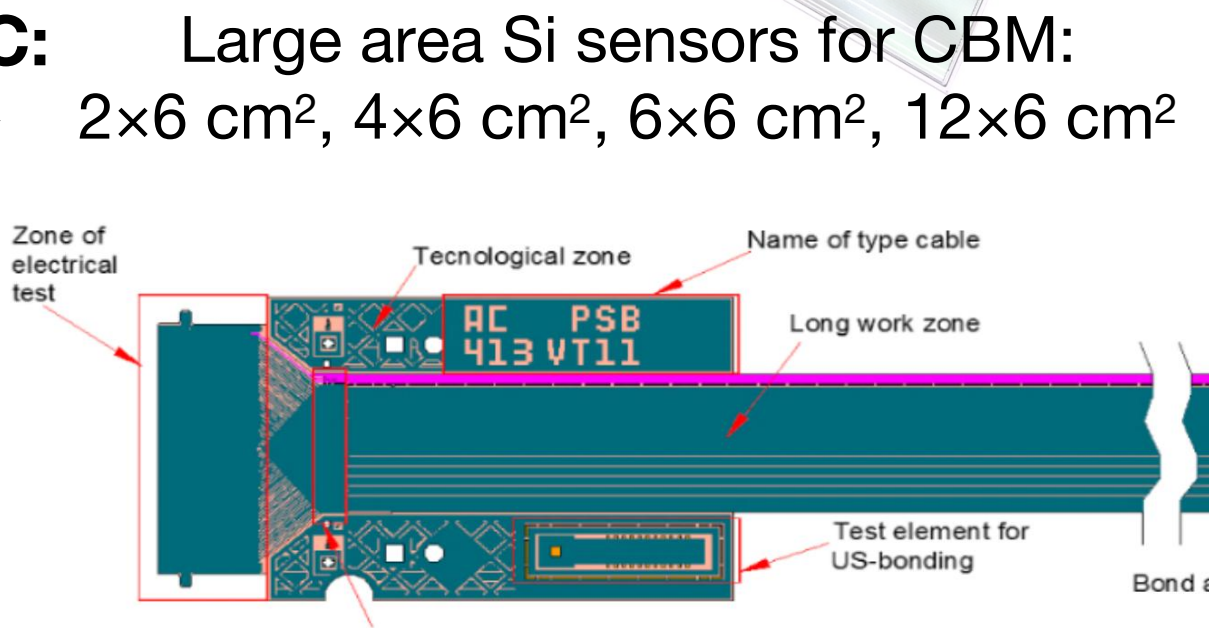 C:
Large area Si sensors for CBM:
2×6 cm², 4×6 cm², 6×6 cm², 12×6 cm²
Zone of
electrical
test
Tecnological zone
Name of type cable
AC PSB
413 VT11
Long work zone
Test element for
US-bonding
Bond a